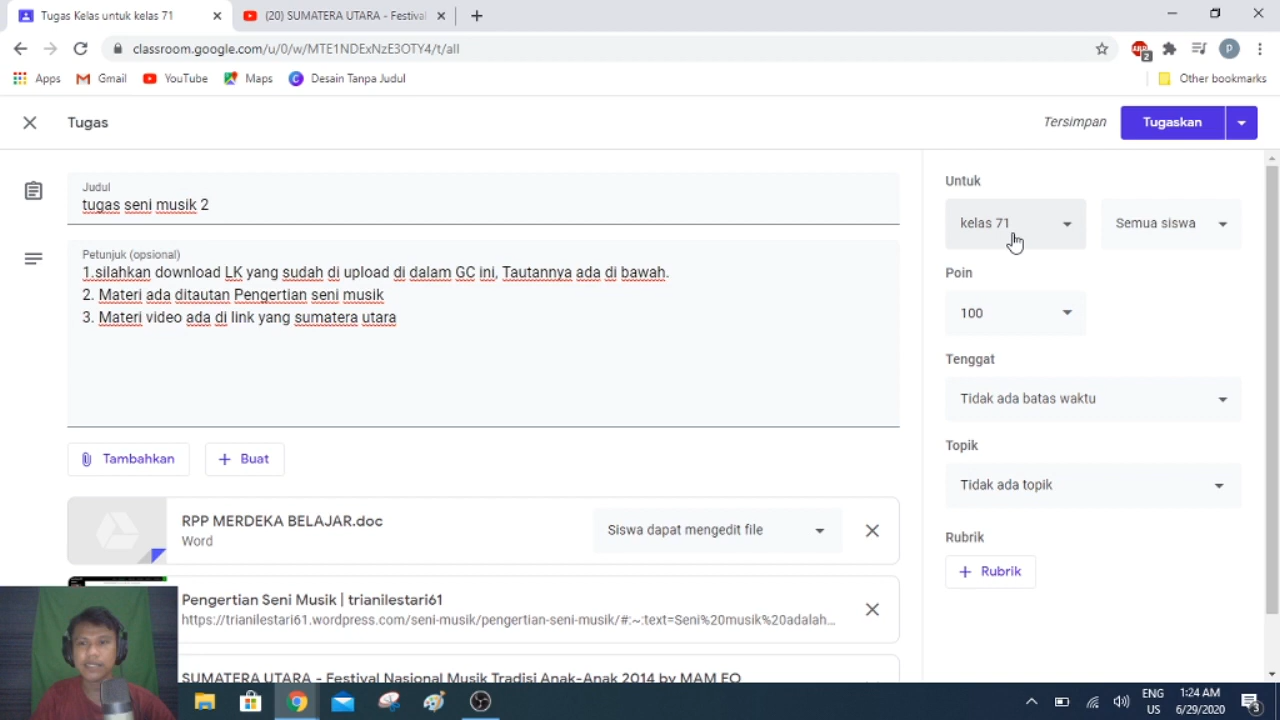 Tugas Kelas untuk kelas 71
(20) SUMATERA UTARA - Festival
classroom.google.com/u/0/w/MTE1NDExNzE3OTY4/t/all
ABP
2
P
Apps
Gmail
YouTube
Maps
Desain Tanpa Judul
Other bookmarks
Tugas
Tersimpan
Tugaskan
Judul
tugas seni musik 2
Petunjuk (opsional)
1.silahkan download LK yang sudah di upload di dalam GC ini, Tautannya ada di bawah.
2. Materi ada ditautan Pengertian seni musik
3. Materi video ada di link yang sumatera utara
Tambahkan
Buat
RPP MERDEKA BELAJAR.doc
Word
Siswa dapat mengedit file
Pengertian Seni Musik | trianilestari61
https://trianilestari61.wordpress.com/seni-musik/pengertian-seni-musik/#:~:text=Seni%20musik%20adalah...
SUMATERA UTARA - Festival Nasional Musik Tradisi Anak-Anak 2014 by MAM EO
Untuk
kelas 71
Semua siswa
Poin
100
Tenggat
Tidak ada batas waktu
Topik
Tidak ada topik
Rubrik
Rubrik
ENG
US
1:24 AM
6/29/2020
3